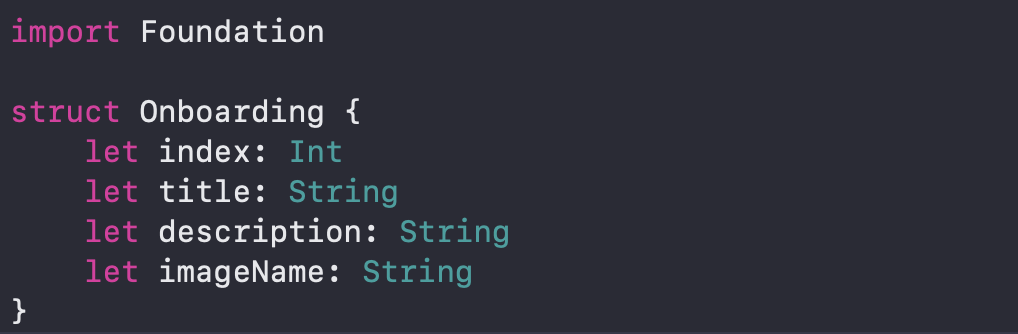 import Foundation

struct Onboarding {
    let index: Int
    let title: String
    let description: String
    let imageName: String
}